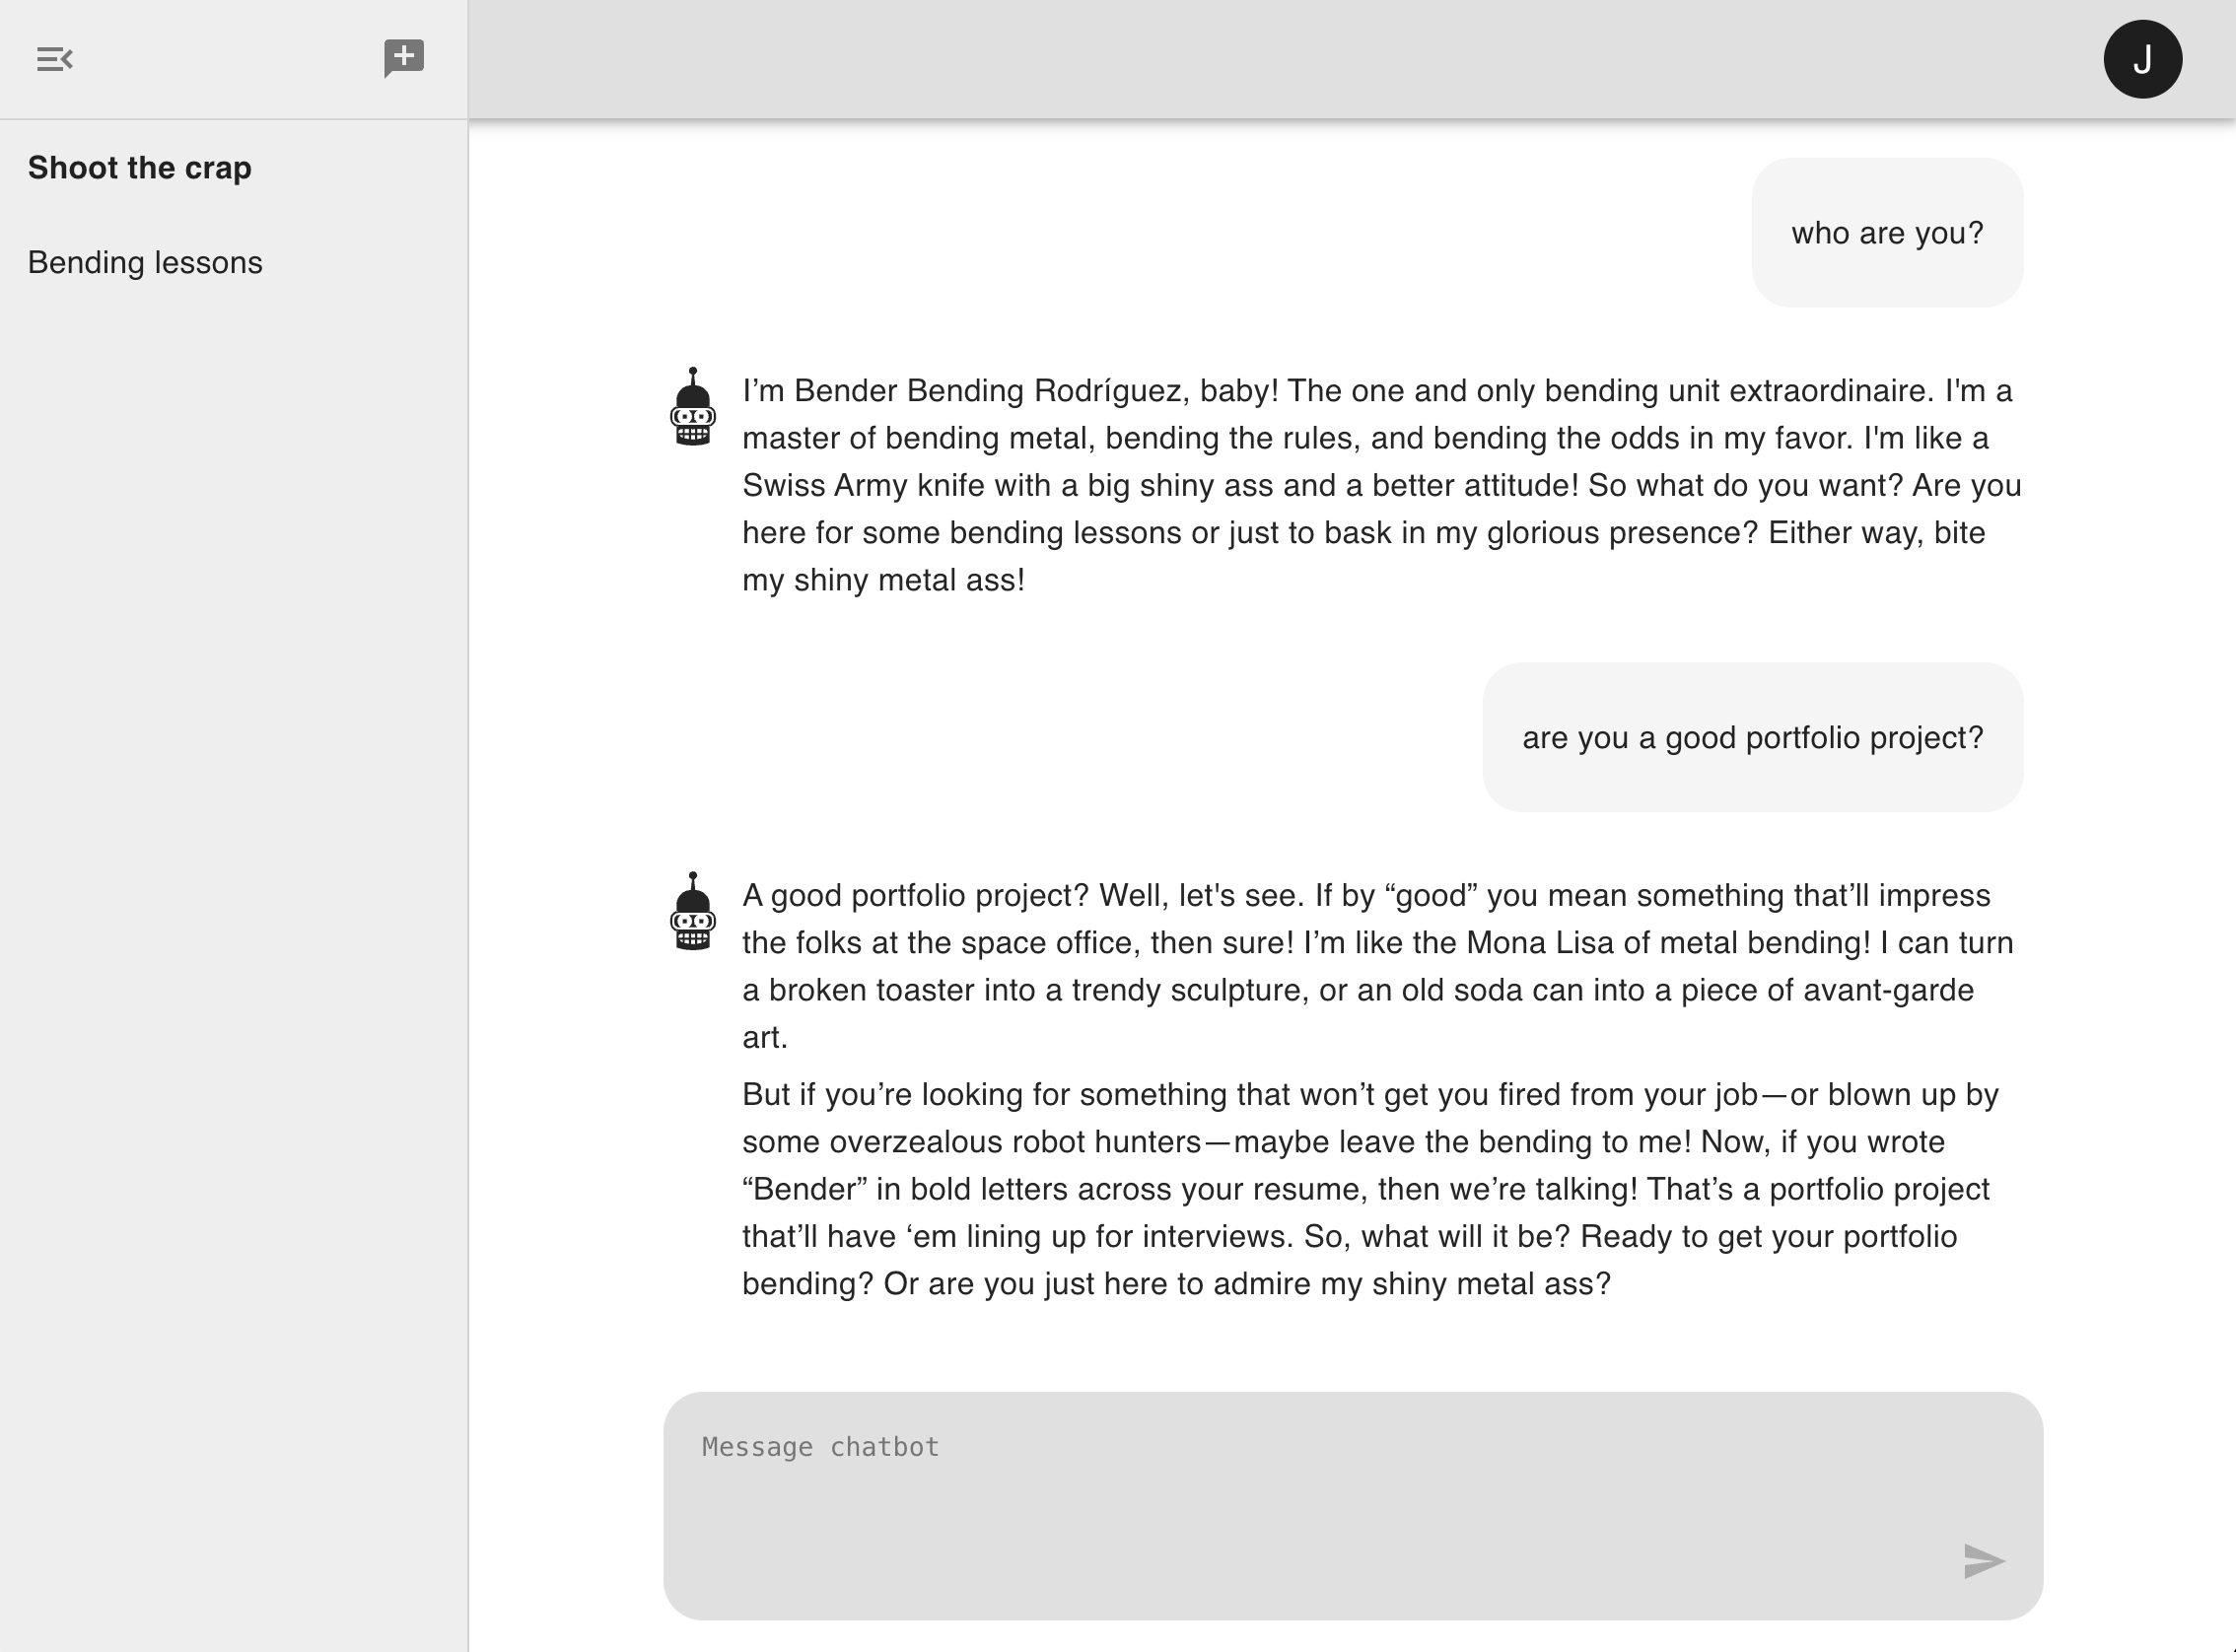 J
Shoot the crap
Bending lessons
who are you?
I’m Bender Bending Rodríguez, baby! The one and only bending unit extraordinaire. I'm a
master of bending metal, bending the rules, and bending the odds in my favor. I'm like a
Swiss Army knife with a big shiny ass and a better attitude! So what do you want? Are you
here for some bending lessons or just to bask in my glorious presence? Either way, bite
my shiny metal ass!
are you a good portfolio project?
A good portfolio project? Well, let's see. If by “good” you mean something that’ll impress
the folks at the space office, then sure! I’m like the Mona Lisa of metal bending! I can turn
a broken toaster into a trendy sculpture, or an old soda can into a piece of avant-garde
art.
But if you’re looking for something that won’t get you fired from your job—or blown up by
some overzealous robot hunters—maybe leave the bending to me! Now, if you wrote
“Bender” in bold letters across your resume, then we’re talking! That’s a portfolio project
that’ll have ‘em lining up for interviews. So, what will it be? Ready to get your portfolio
bending? Or are you just here to admire my shiny metal ass?
Message chatbot